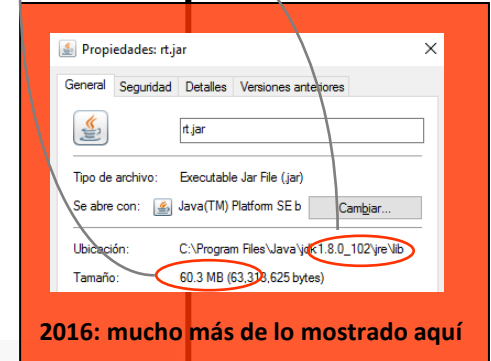 Propiedades: rt.jar
General Seguridad Detalles Versiones anteriores
rt.jar
Tipo de archivo: Executable Jar File (.jar)
Se abre con: Java(TM) Platform SE b Cambiar...
Ubicación: C:\Program Files\Java\jdk1.8.0_102\jre\lib
Tamaño: 60.3 MB (63,313,625 bytes)
2016: mucho más de lo mostrado aquí